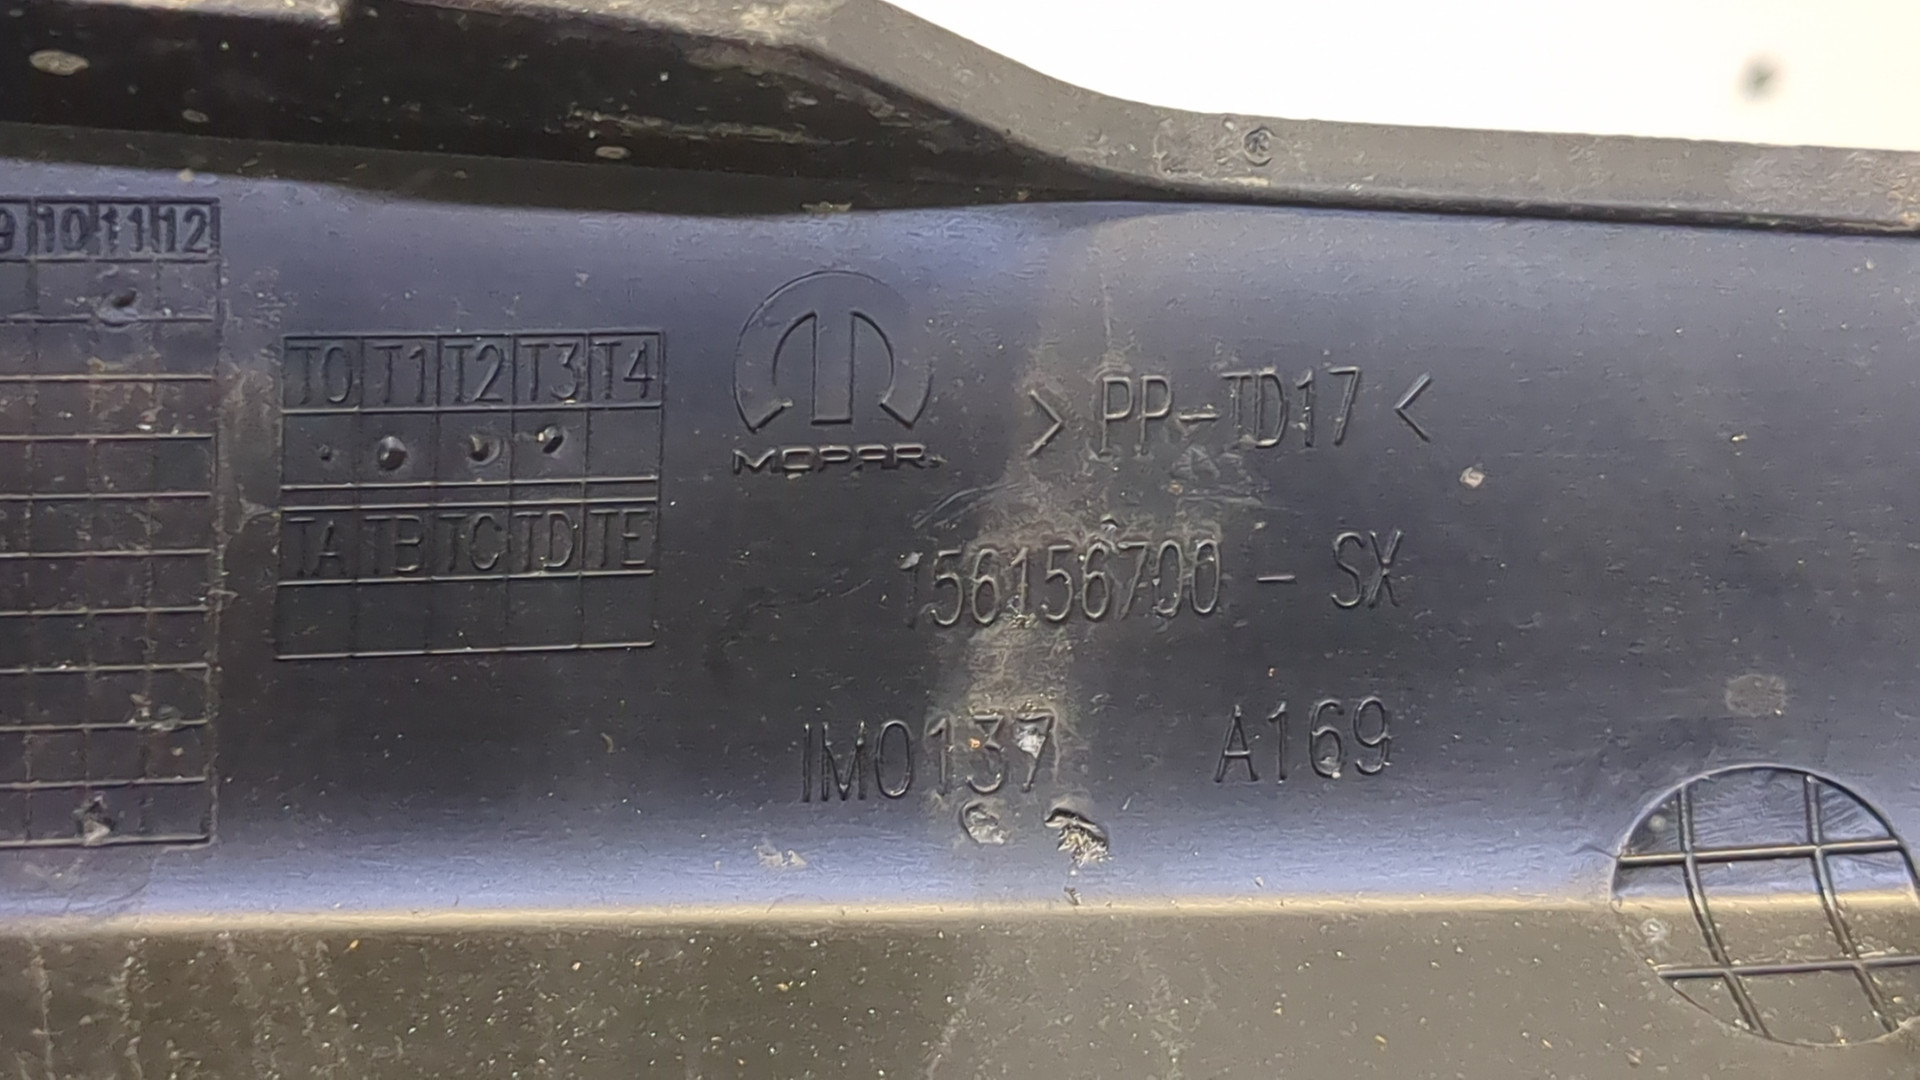 9 10 11 12
T0 T1 T2 T3 T4
TA TB TC TD TE
MOPAR
>PP-TD17<
156156700 - SX
IM0137 A169